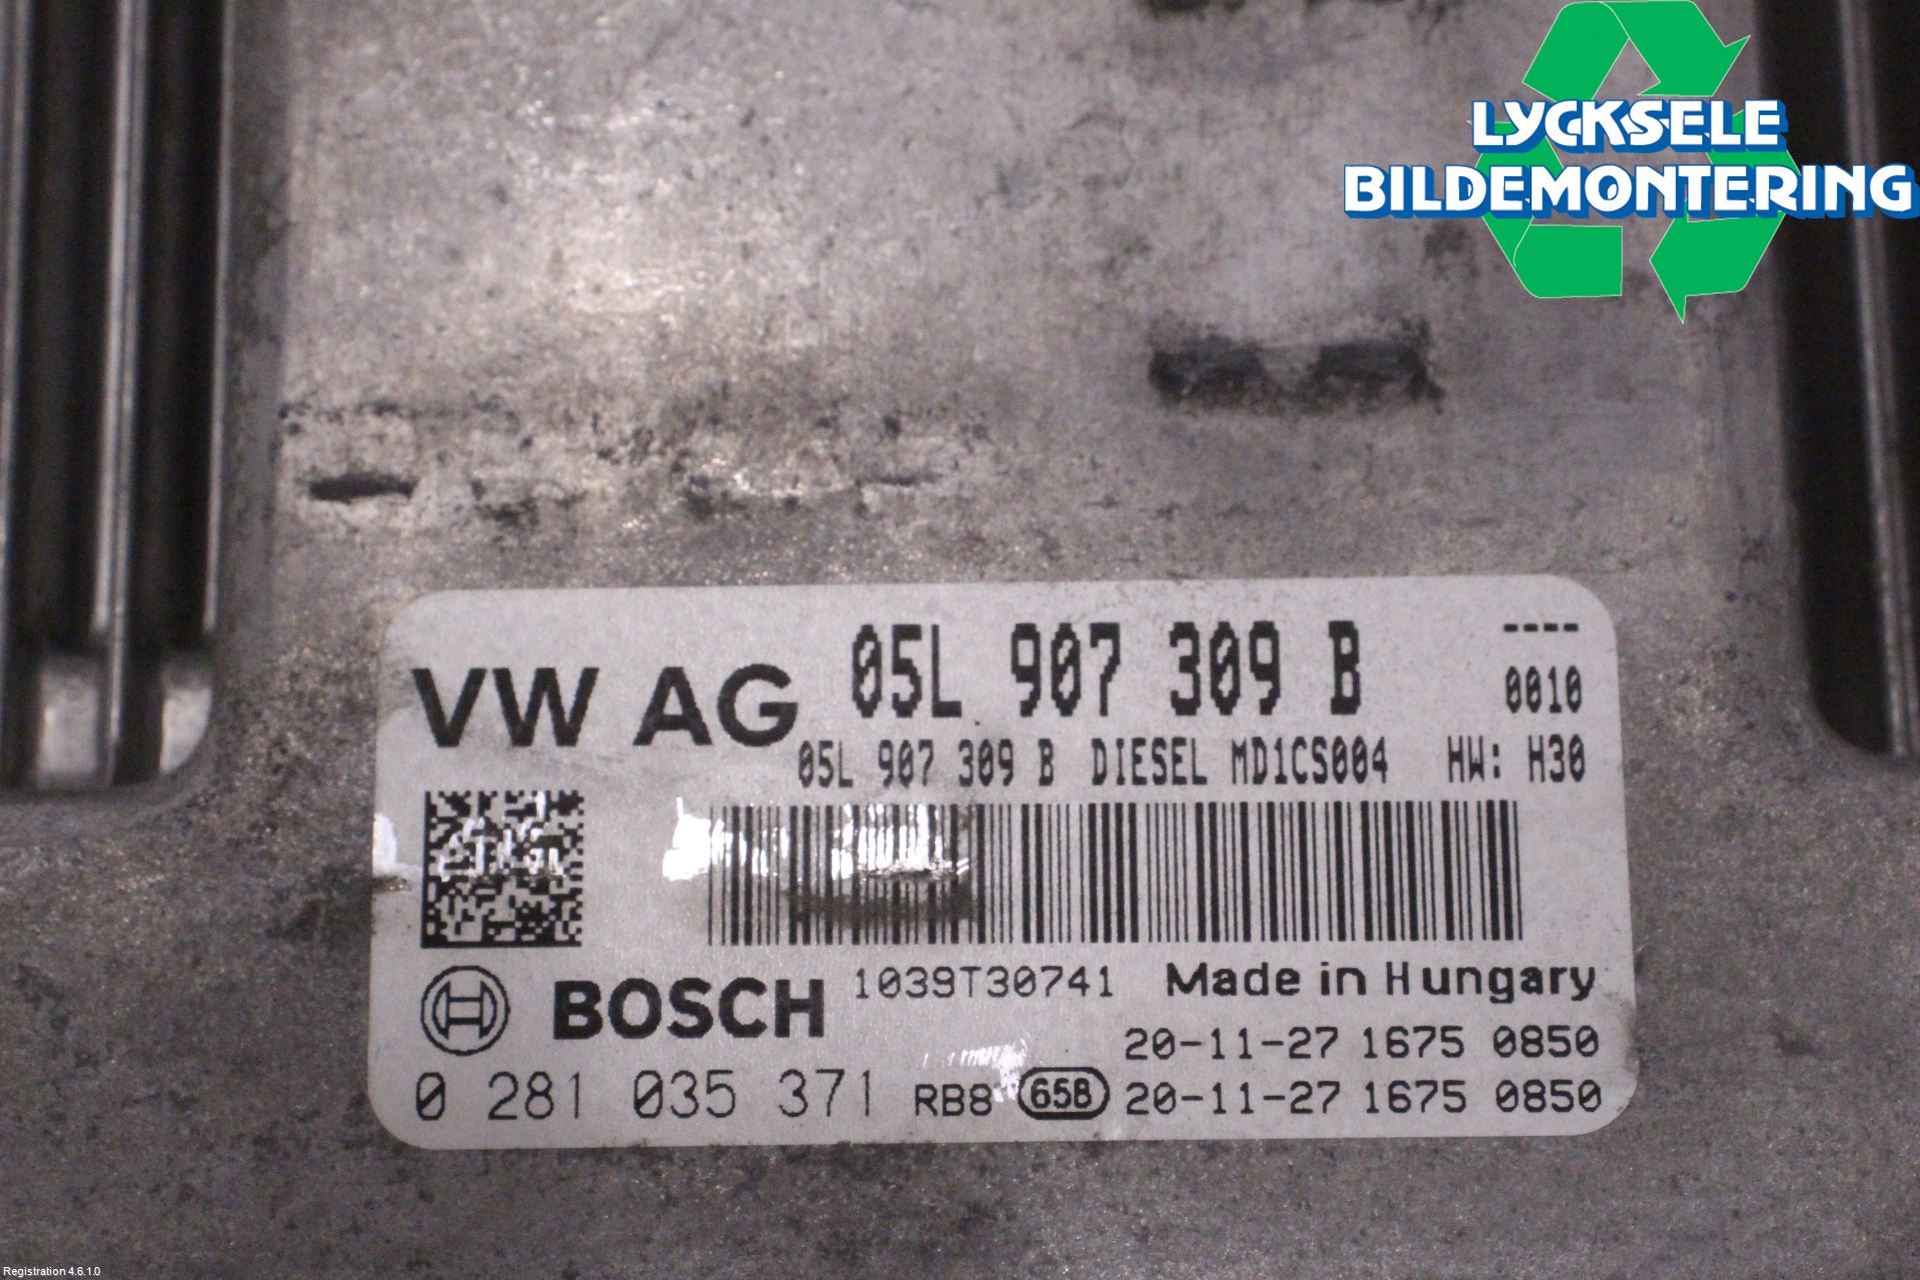 LYCKSELE
BILDEMONTERING
VW AG 05L 907 309 B ----
0010
05L 907 309 B DIESEL MD1CS004 HW: H30
BOSCH 1039T30741 Made in Hungary
20-11-27 1675 0850
0 281 035 371 RB8 65B 20-11-27 1675 0850
Registration 4.6.1.0